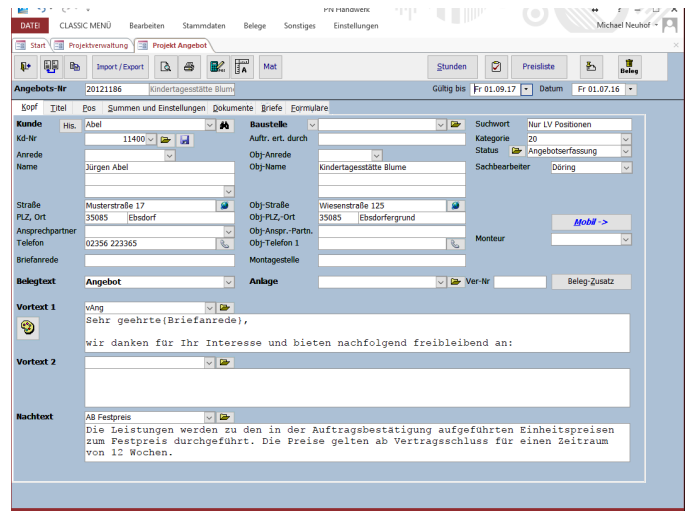 PN Handwerk
DATEI CLASSIC MENÜ Bearbeiten Stammdaten Belege Sonstiges Einstellungen Michael Neuhof
Start Projektverwaltung Projekt Angebot
Import / Export Mat Stunden Preisliste Beleg
Angebots-Nr 20121186 Kindertagesstätte Blume Gültig bis Fr 01.09.17 Datum Fr 01.07.16
Kopf Titel Pos Summen und Einstellungen Dokumente Briefe Formulare
Kunde His. Abel Baustelle Suchwort Nur LV Positionen
Kd-Nr 11400 Auftr. ert. durch Kategorie 20
Status Angebotserfassung
Anrede Obj-Anrede
Name Jürgen Abel Obj-Name Kindertagesstätte Blume Sachbearbeiter Döring
Straße Musterstraße 17 Obj-Straße Wiesenstraße 125
PLZ, Ort 35085 Ebsdorf Obj-PLZ,-Ort 35085 Ebsdorfergrund Mobil ->
Ansprechpartner Obj-Anspr.-Partn.
Telefon 02356 223365 Obj-Telefon 1 Monteur
Briefanrede Montagestelle
Belegtext Angebot Anlage Ver-Nr Beleg-Zusatz
Vortext 1 vAng
Sehr geehrte{Briefanrede},
wir danken für Ihr Interesse und bieten nachfolgend freibleibend an:
Vortext 2
Nachtext AB Festpreis
Die Leistungen werden zu den in der Auftragsbestätigung aufgeführten Einheitspreisen
zum Festpreis durchgeführt. Die Preise gelten ab Vertragsschluss für einen Zeitraum
von 12 Wochen.